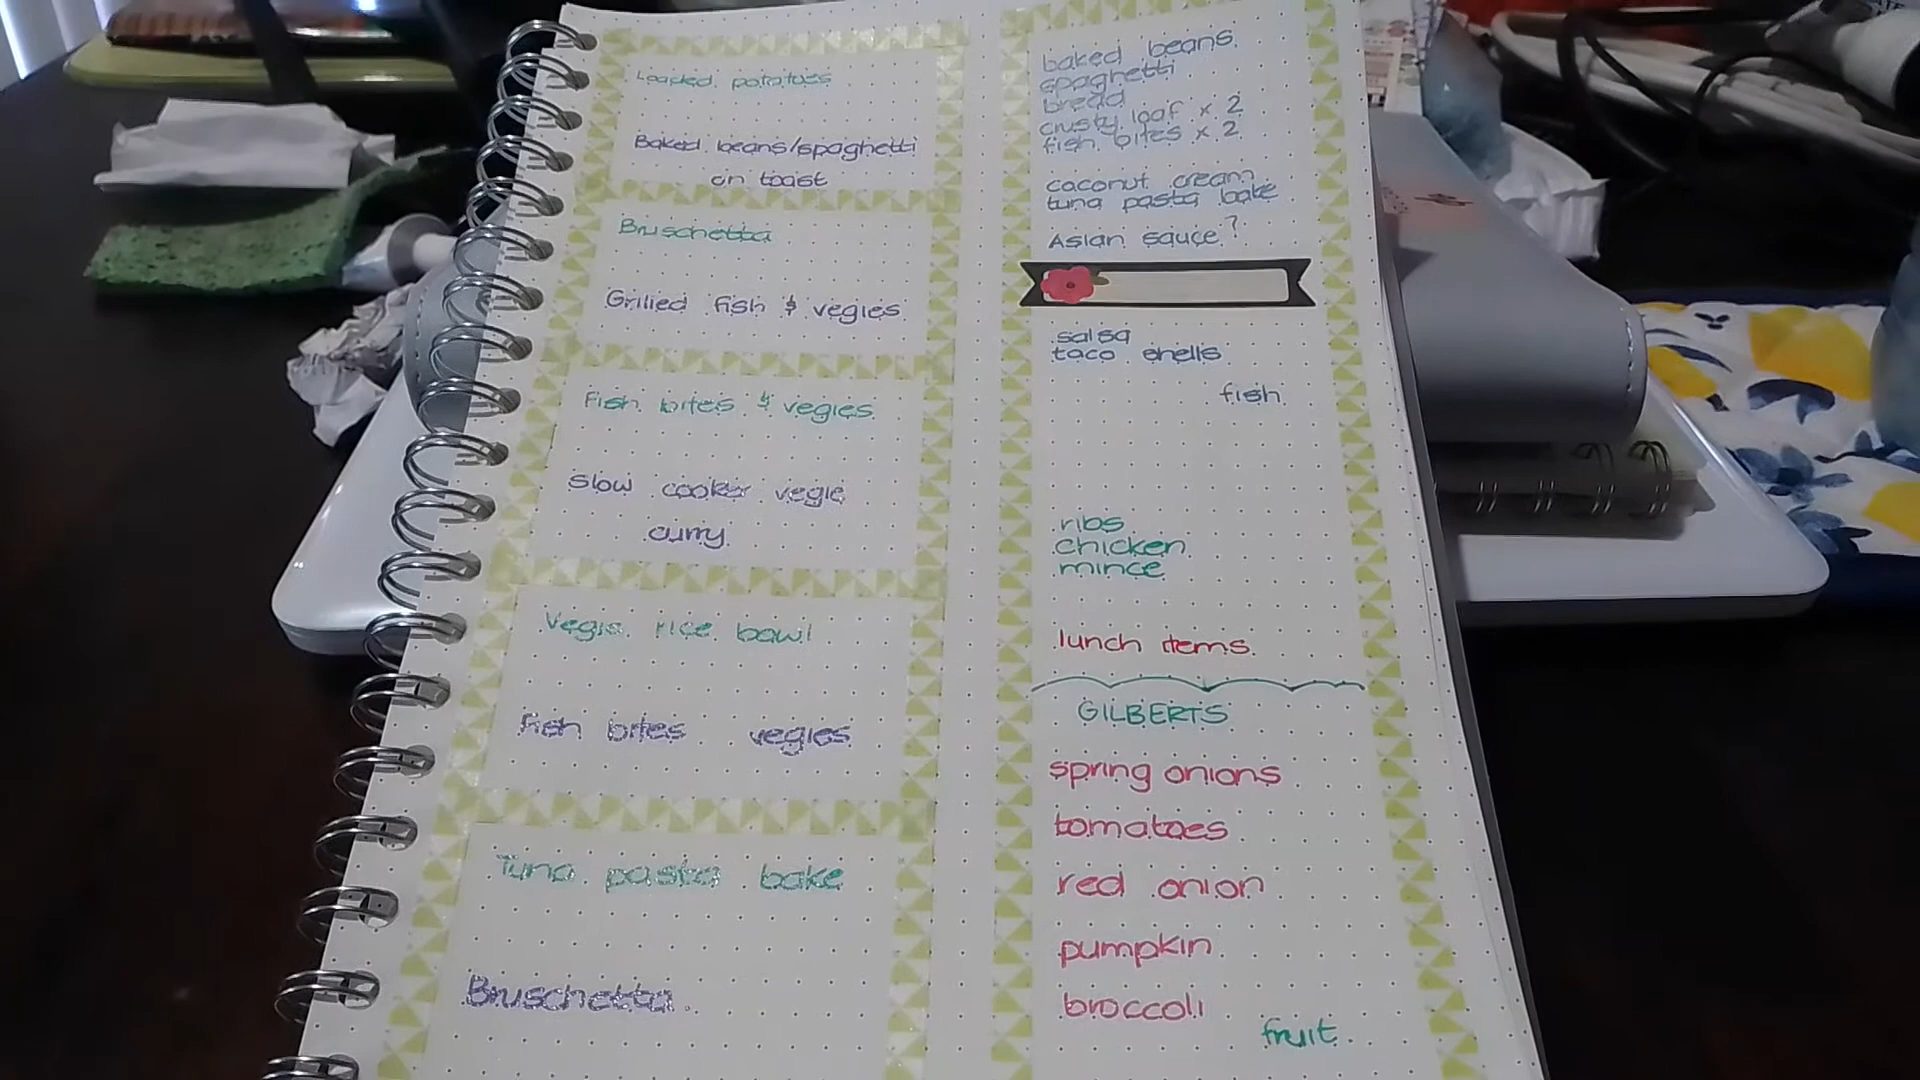 Loaded potatoes
Baked beans/spaghetti
on toast
Bruschetta
Grilled fish & vegies
Fish bites & vegies
Slow cooker vegie
curry
Vegie rice bowl
Fish bites vegies
Tuna pasta bake
Bruschetta
baked beans
spaghetti
bread
crusty loaf x 2
fish bites x 2
coconut cream
tuna pasta bake
Asian sauce?
salsa
taco shells
fish
ribs
chicken
mince
lunch items
GILBERTS
spring onions
tomatoes
red onion
pumpkin
broccoli
fruit